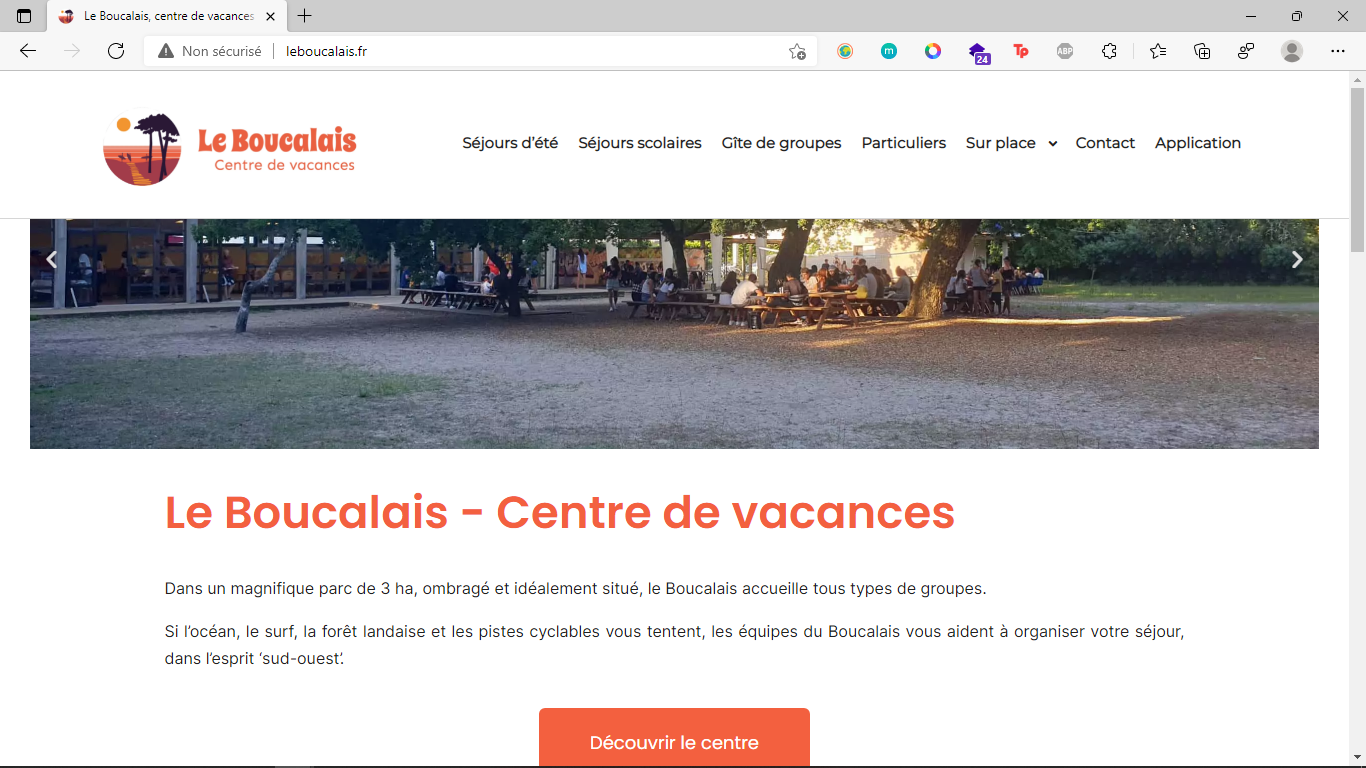 Le Boucalais, centre de vacances
Non sécurisé
leboucalais.fr
m
24
Tp
ABP
Le Boucalais
Centre de vacances
Séjours d’été Séjours scolaires Gîte de groupes Particuliers Sur place Contact Application
Le Boucalais - Centre de vacances
Dans un magnifique parc de 3 ha, ombragé et idéalement situé, le Boucalais accueille tous types de groupes.
Si l’océan, le surf, la forêt landaise et les pistes cyclables vous tentent, les équipes du Boucalais vous aident à organiser votre séjour,
dans l’esprit ‘sud-ouest’.
Découvrir le centre